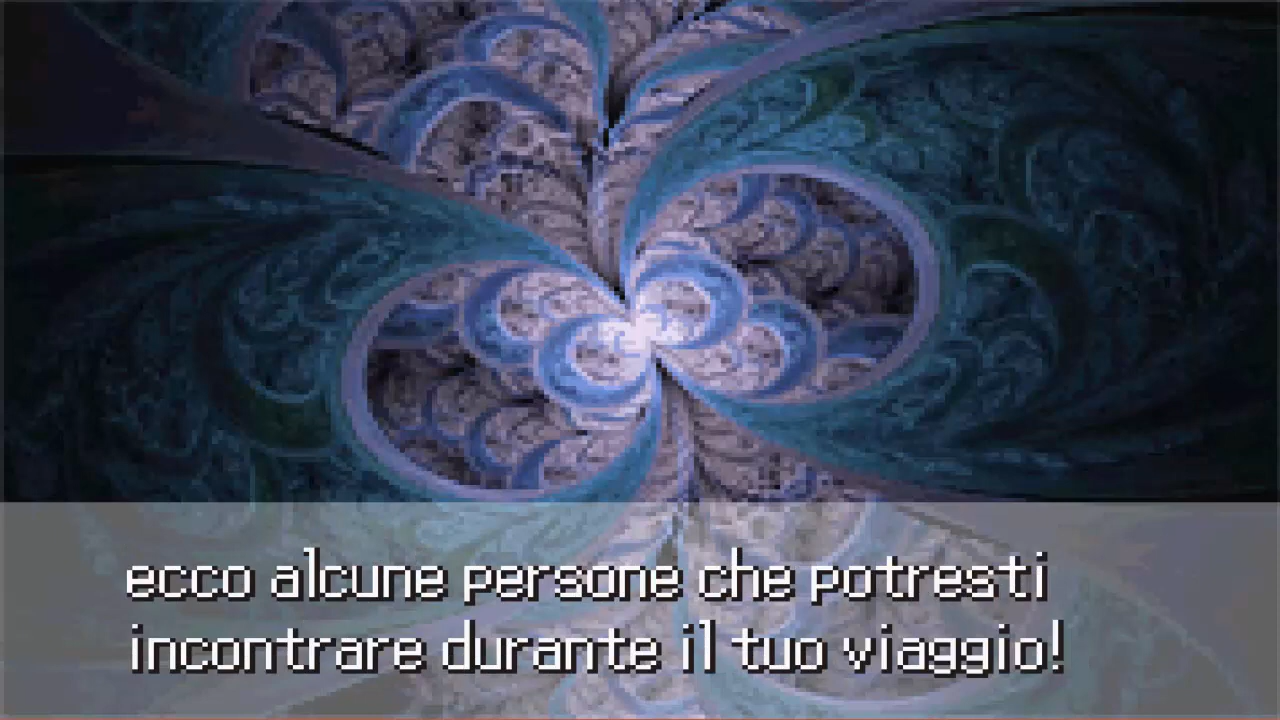 ecco alcune persone che potresti
incontrare durante il tuo viaggio!